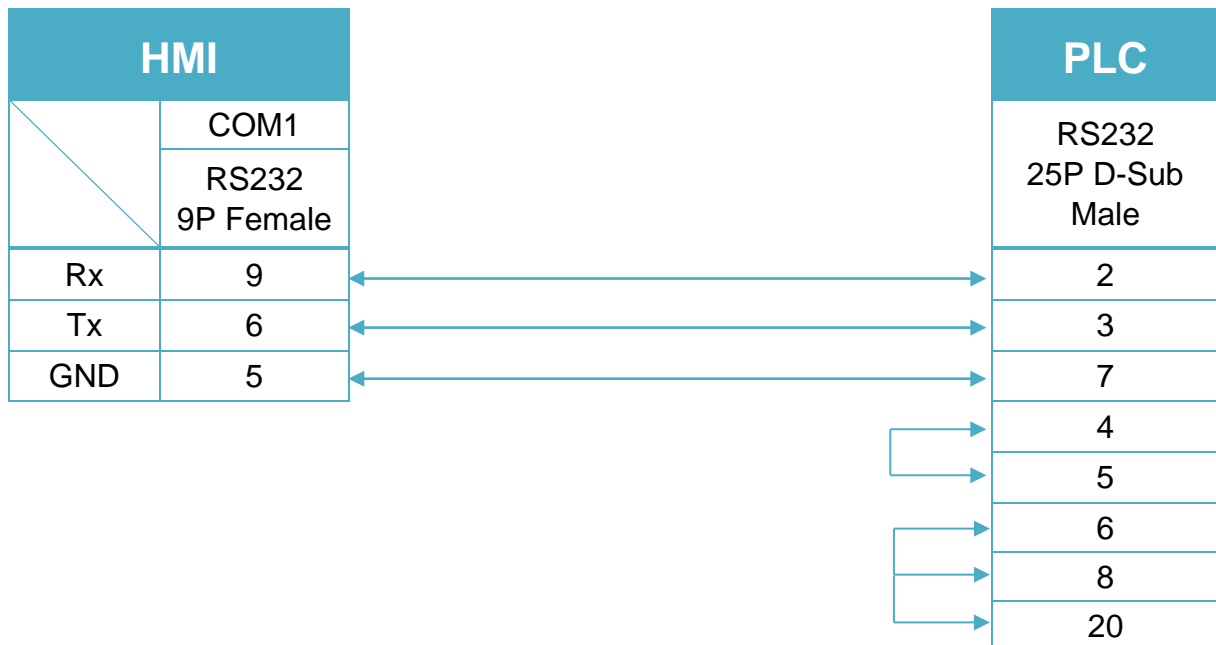 HMI
PLC
COM1
RS232
9P Female
RS232
25P D-Sub
Male
Rx 9 2
Tx 6 3
GND 5 7
4
5
6
8
20